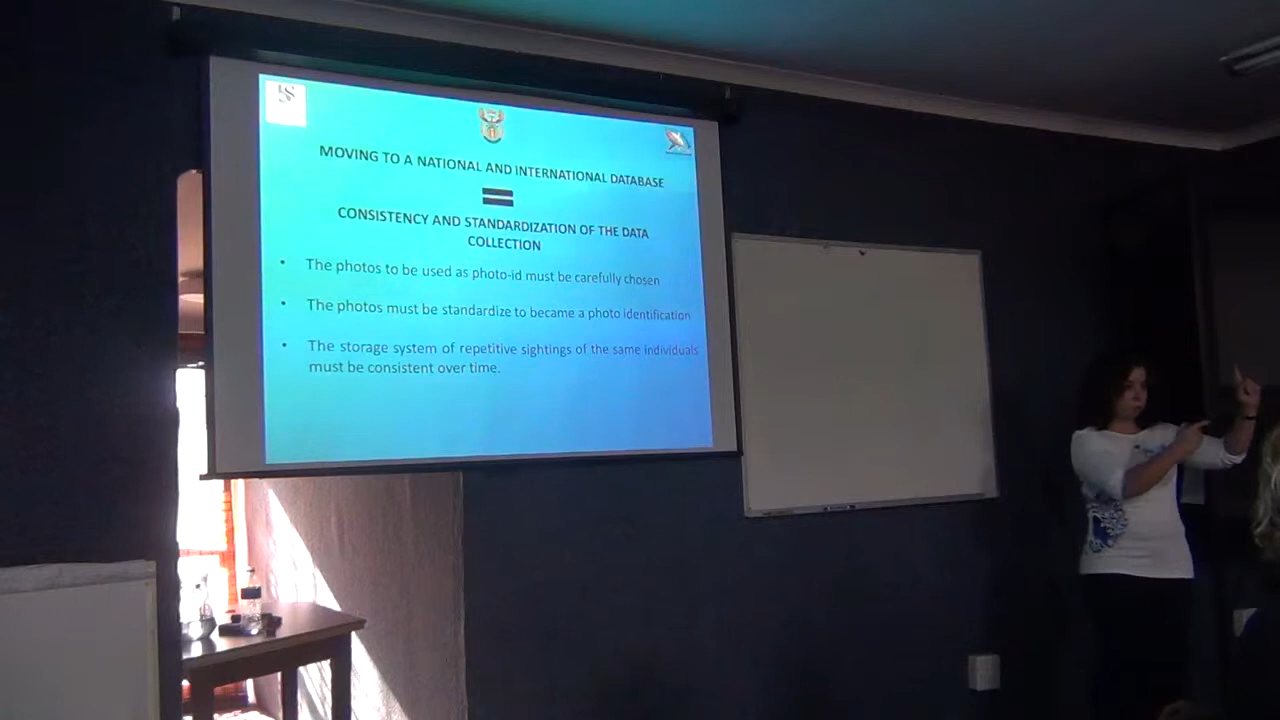 MOVING TO A NATIONAL AND INTERNATIONAL DATABASE
=
CONSISTENCY AND STANDARDIZATION OF THE DATA
COLLECTION
• The photos to be used as photo-id must be carefully chosen
• The photos must be standardize to became a photo identification
• The storage system of repetitive sightings of the same individuals
must be consistent over time.